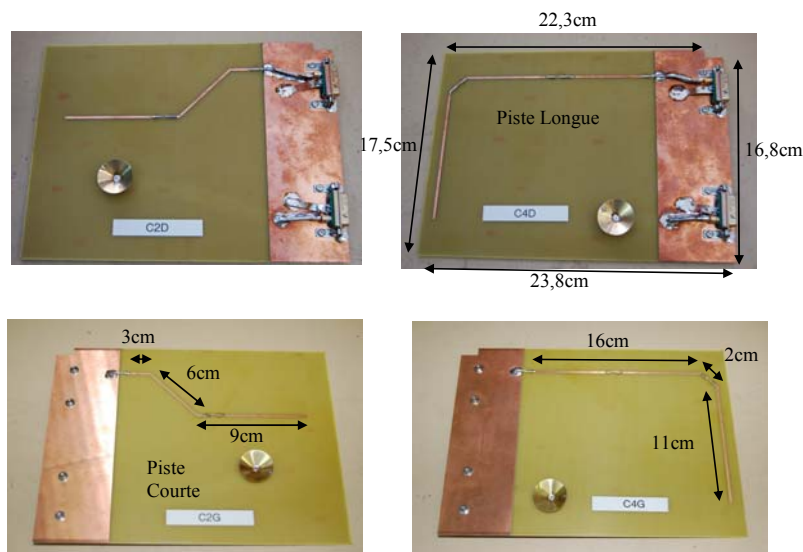 22,3cm
Piste Longue
17,5cm
16,8cm
C2D
C4D
23,8cm
3cm
16cm
2cm
6cm
9cm
11cm
Piste
Courte
C2G
C4G